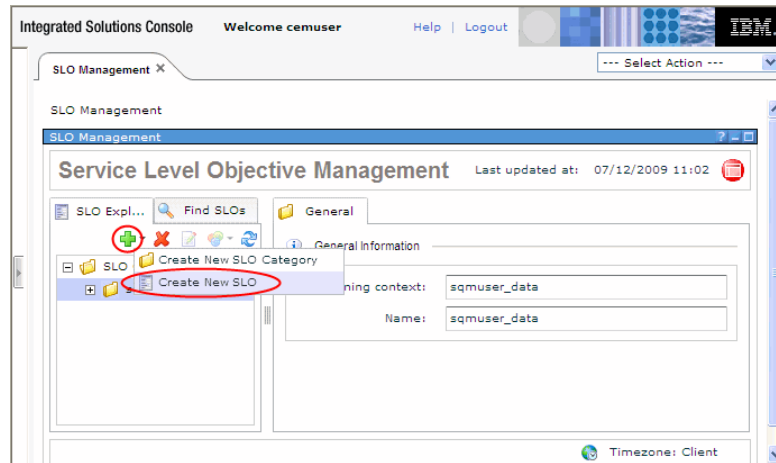 Integrated Solutions Console Welcome cemuser Help | Logout IBM.
SLO Management × --- Select Action ---
SLO Management
SLO Management
Service Level Objective Management Last updated at: 07/12/2009 11:02
SLO Expl... Find SLOs General
General Information
SLO Create New SLO Category
Create New SLO ning context: sqmuser_data
Name: sqmuser_data
Timezone: Client